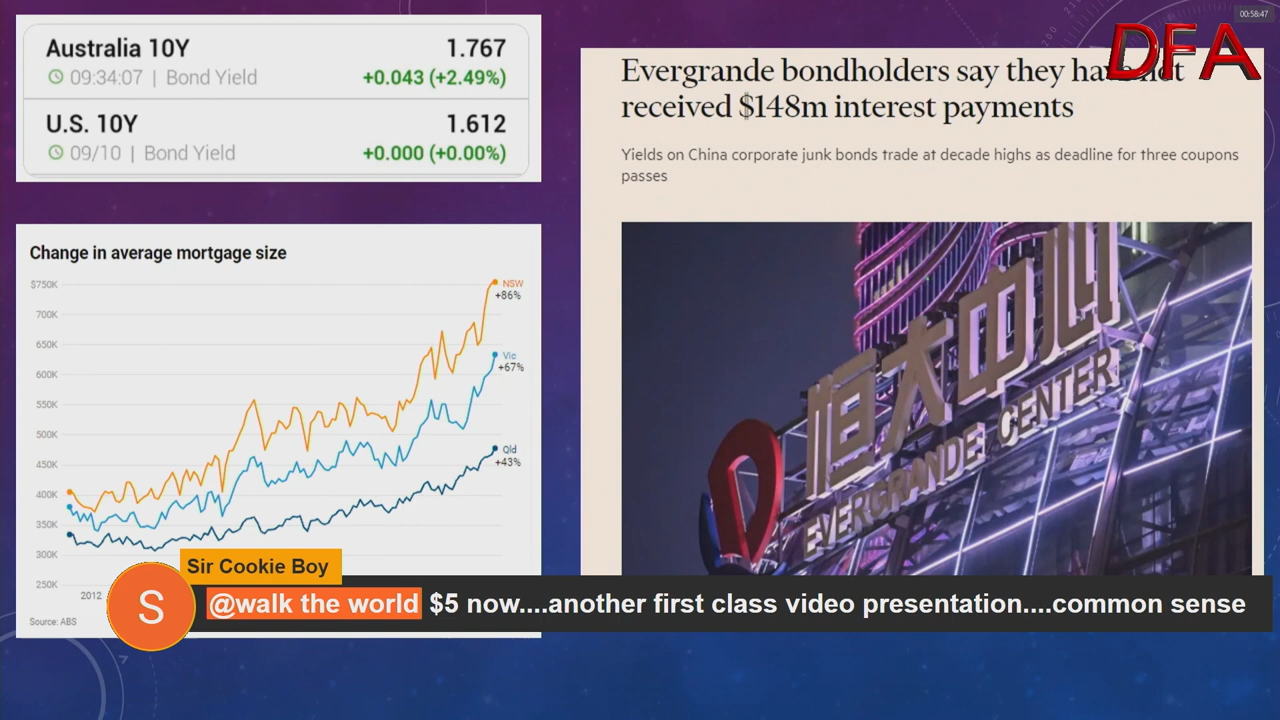 00:58:47
DFA
Australia 10Y 1.767
09:34:07 | Bond Yield +0.043 (+2.49%)
U.S. 10Y 1.612
09/10 | Bond Yield +0.000 (+0.00%)
Evergrande bondholders say they have not
received $148m interest payments
Yields on China corporate junk bonds trade at decade highs as deadline for three coupons
passes
Change in average mortgage size
$750K
700K
650K
600K
550K
500K
450K
400K
350K
300K
250K
NSW
+86%
Vic
+67%
Qld
+43%
2012
Source: ABS
恒大中心
EVERGRANDE CENTER
Sir Cookie Boy
S
@walk the world $5 now....another first class video presentation....common sense